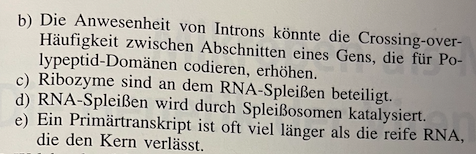 b) Die Anwesenheit von Introns könnte die Crossing-over-
Häufigkeit zwischen Abschnitten eines Gens, die für Po-
lypeptid-Domänen codieren, erhöhen.
c) Ribozyme sind an dem RNA-Spleißen beteiligt.
d) RNA-Spleißen wird durch Spleißosomen katalysiert.
e) Ein Primärtranskript ist oft viel länger als die reife RNA,
die den Kern verlässt.